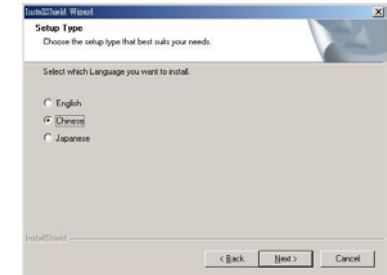 InstallShield Wizard
Setup Type
Choose the setup type that best suits your needs.
Select which Language you want to install.
English
Chinese
Japanese
InstallShield
< Back
Next >
Cancel